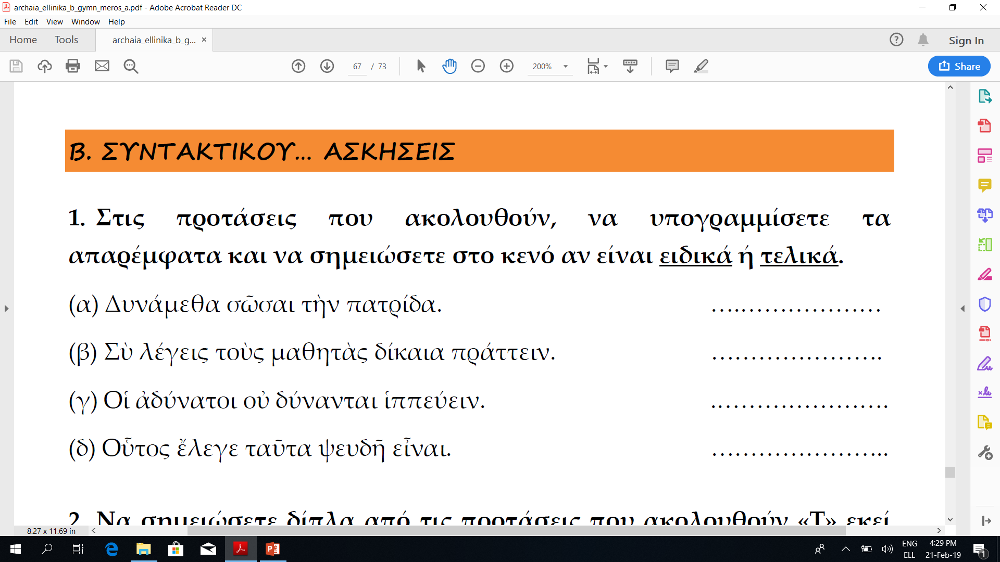 archaia_ellinika_b_gymn_meros_a.pdf - Adobe Acrobat Reader DC
File Edit View Window Help
Home Tools archaia_ellinika_b_g... × Sign In
67 / 73 200% Share
Β. ΣΥΝΤΑΚΤΙΚΟΥ... ΑΣΚΗΣΕΙΣ
1. Στις προτάσεις που ακολουθούν, να υπογραμμίσετε τα
απαρέμφατα και να σημειώσετε στο κενό αν είναι ειδικά ή τελικά.
(α) Δυνάμεθα σῶσαι τὴν πατρίδα. ….………………
(β) Σὺ λέγεις τοὺς μαθητὰς δίκαια πράττειν. ………………….
(γ) Οἱ ἀδύνατοι οὐ δύνανται ἱππεύειν. .………………….
(δ) Οὗτος ἔλεγε ταῦτα ψευδῆ εἶναι. …………………..
2. Να σημειώσετε δίπλα από τις προτάσεις που ακολουθούν «Τ» εκεί
8.27 x 11.69 in
ENG 4:29 PM
ELL 21-Feb-19 1